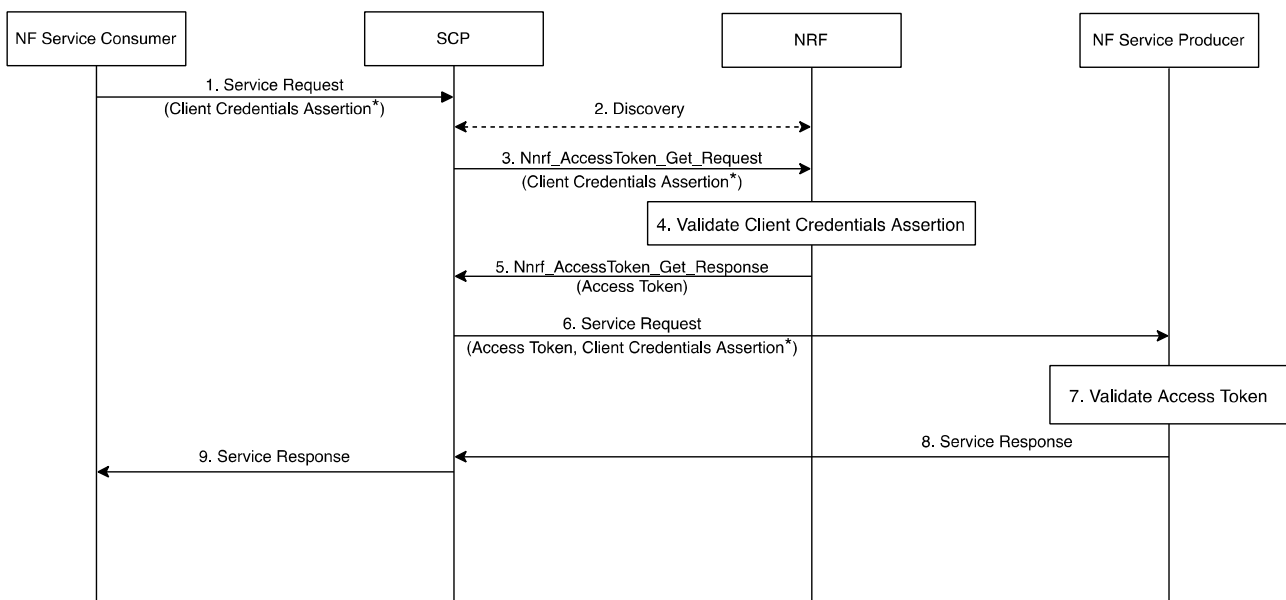 NF Service Consumer
SCP
NRF
NF Service Producer
1. Service Request
(Client Credentials Assertion*)
2. Discovery
3. Nnrf_AccessToken_Get_Request
(Client Credentials Assertion*)
4. Validate Client Credentials Assertion
5. Nnrf_AccessToken_Get_Response
(Access Token)
6. Service Request
(Access Token, Client Credentials Assertion*)
7. Validate Access Token
8. Service Response
9. Service Response